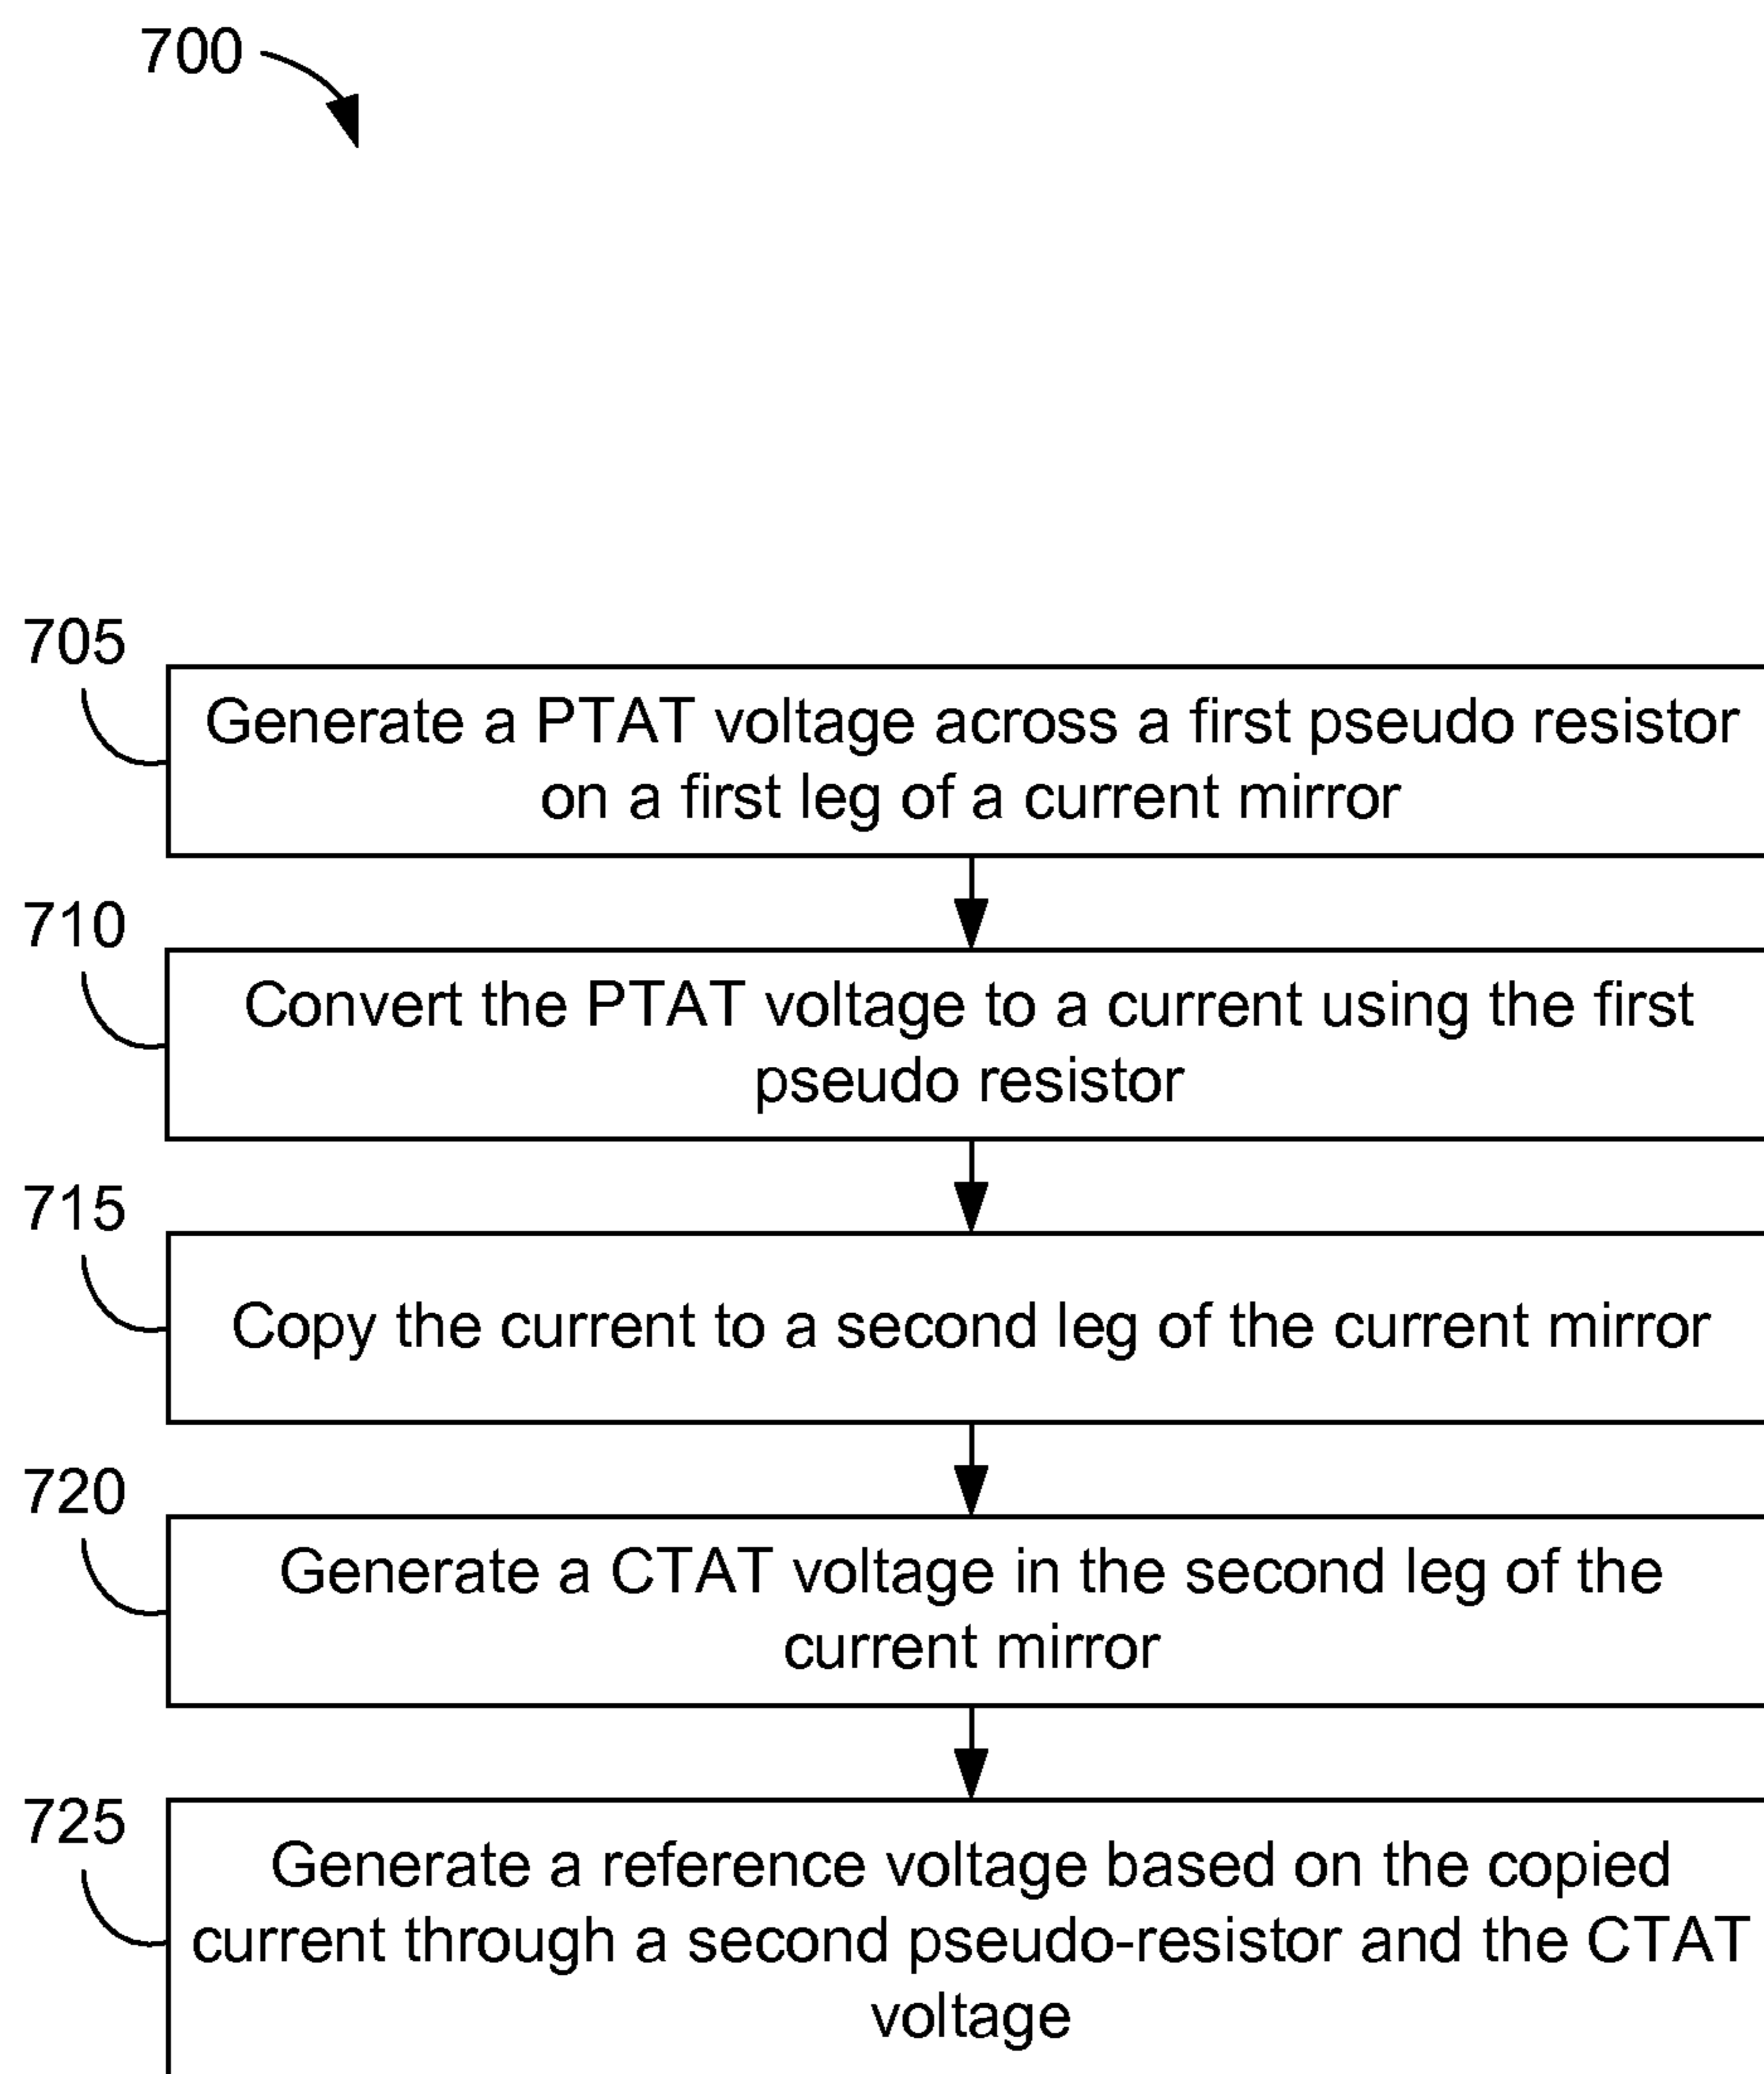 700
705
Generate a PTAT voltage across a first pseudo resistor
on a first leg of a current mirror
710
Convert the PTAT voltage to a current using the first
pseudo resistor
715
Copy the current to a second leg of the current mirror
720
Generate a CTAT voltage in the second leg of the
current mirror
725
Generate a reference voltage based on the copied
current through a second pseudo-resistor and the CTAT
voltage